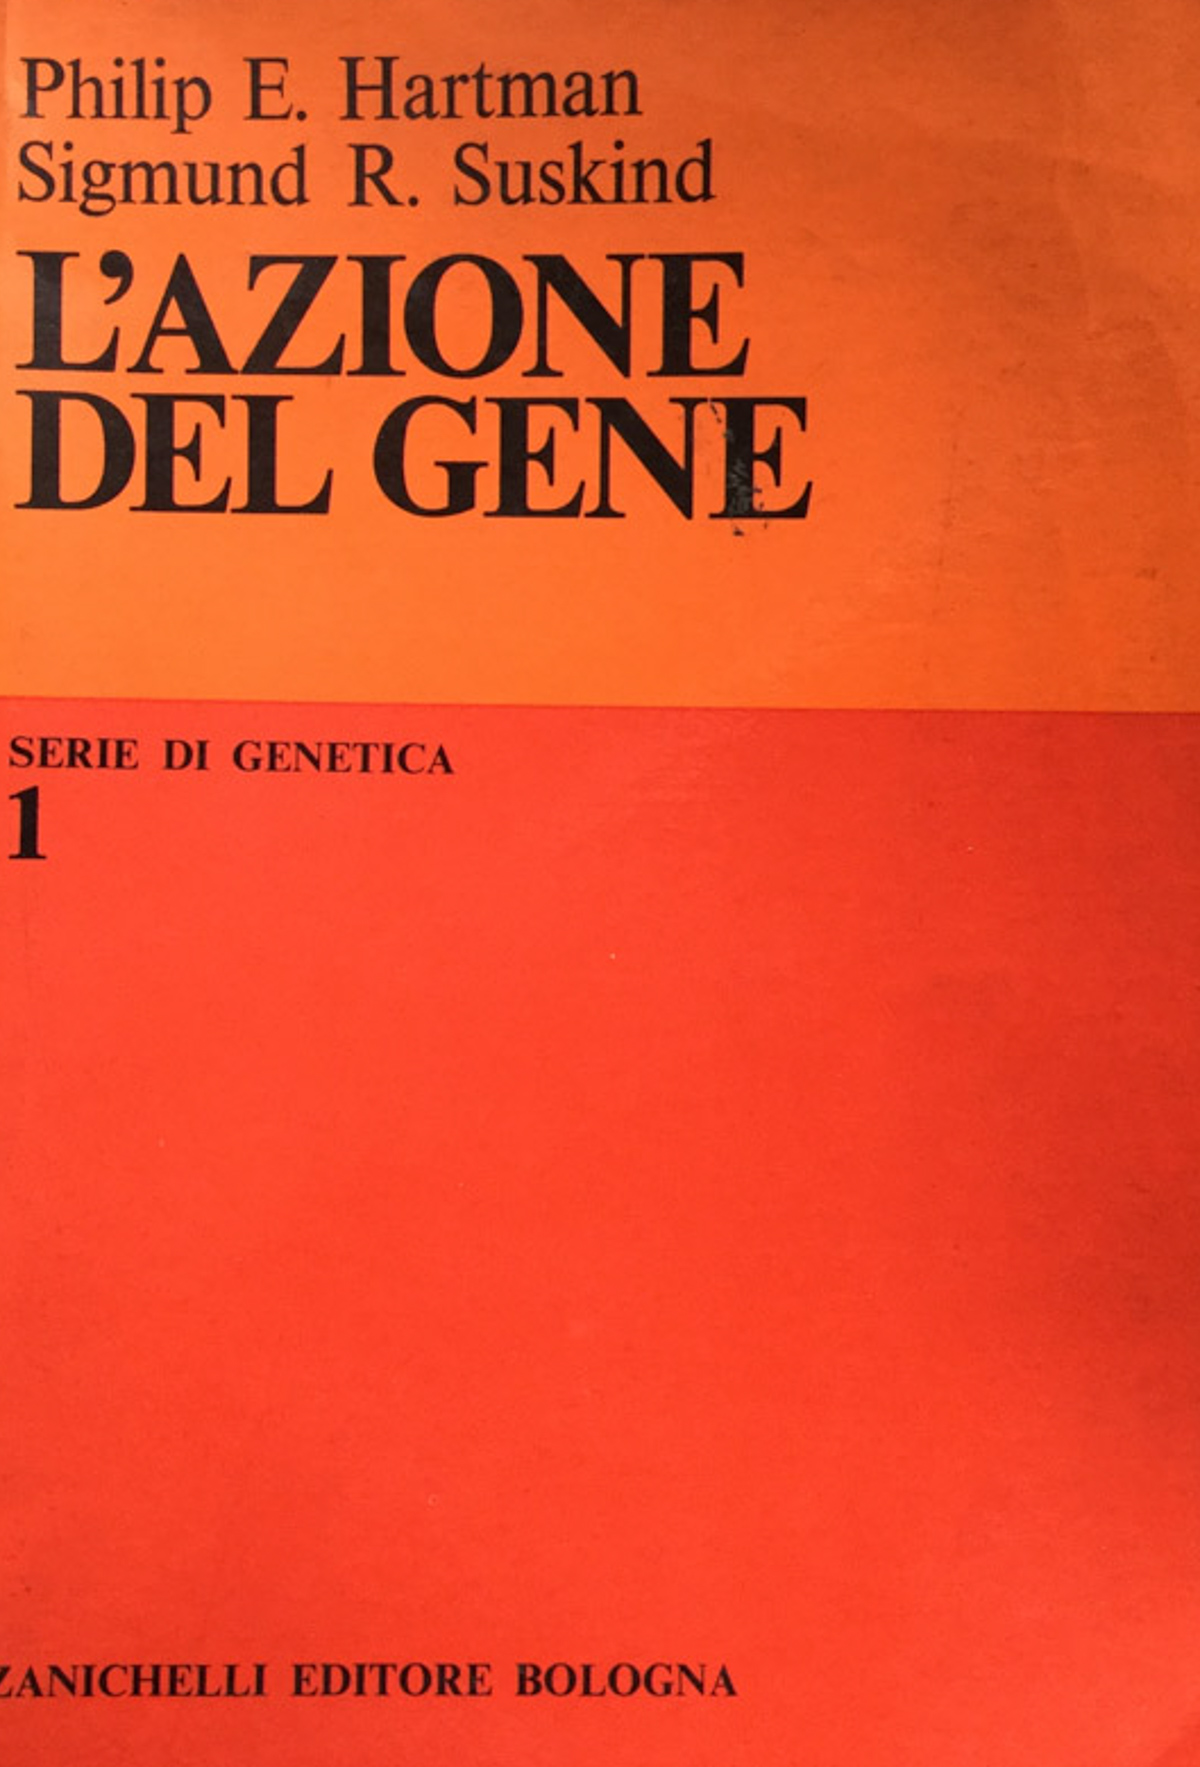 Philip E. Hartman
Sigmund R. Suskind
L'AZIONE
DEL GENE
SERIE DI GENETICA
1
ZANICHELLI EDITORE BOLOGNA